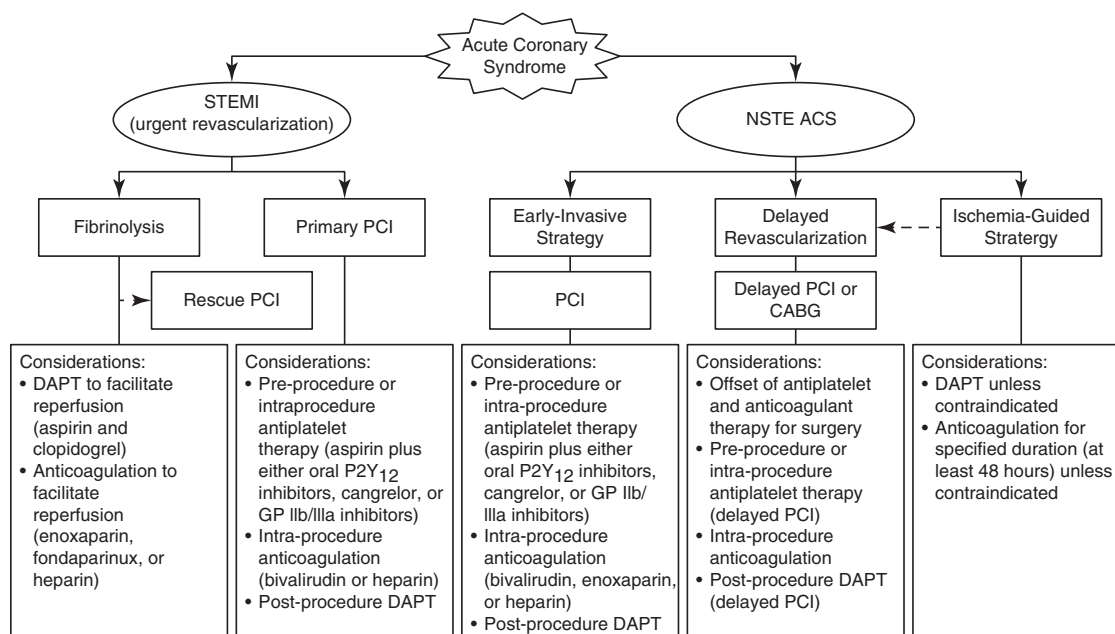 Acute Coronary
Syndrome
STEMI
(urgent revascularization)
NSTE ACS
Fibrinolysis
Primary PCI
Early-Invasive
Strategy
Delayed
Revascularization
Ischemia-Guided
Stratergy
Rescue PCI
PCI
Delayed PCI or
CABG
Considerations:
• DAPT to facilitate
reperfusion
(aspirin and
clopidogrel)
• Anticoagulation to
facilitate
reperfusion
(enoxaparin,
fondaparinux, or
heparin)
Considerations:
• Pre-procedure or
intraprocedure
antiplatelet
therapy (aspirin plus
either oral P2Y12
inhibitors, cangrelor, or
GP IIb/IIIa inhibitors)
• Intra-procedure
anticoagulation
(bivalirudin or heparin)
• Post-procedure DAPT
Considerations:
• Pre-procedure or
intra-procedure
antiplatelet therapy
(aspirin plus either
oral P2Y12 inhibitors,
cangrelor, or GP IIb/
IIIa inhibitors)
• Intra-procedure
anticoagulation
(bivalirudin, enoxaparin,
or heparin)
• Post-procedure DAPT
Considerations:
• Offset of antiplatelet
and anticoagulant
therapy for surgery
• Pre-procedure or
intra-procedure
antiplatelet therapy
(delayed PCI)
• Intra-procedure
anticoagulation
• Post-procedure DAPT
(delayed PCI)
Considerations:
• DAPT unless
contraindicated
• Anticoagulation for
specified duration (at
least 48 hours) unless
contraindicated